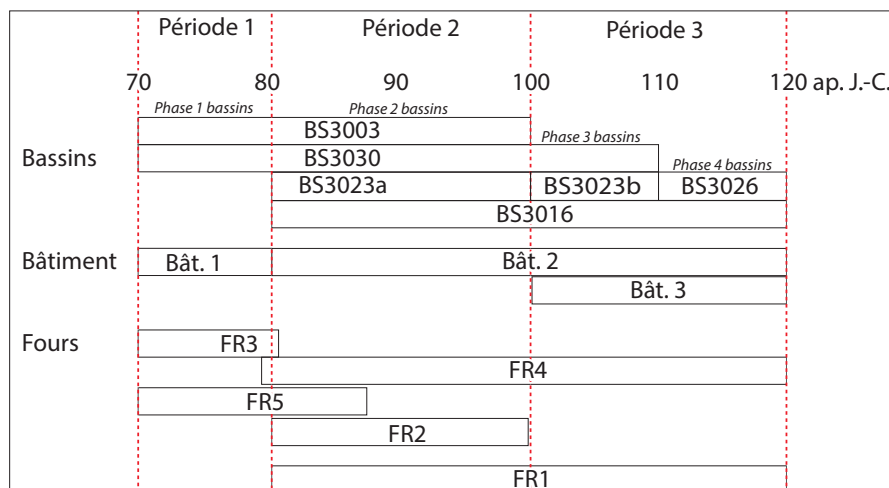 Période 1 Période 2 Période 3
70 80 90 100 110 120 ap. J.-C.
Phase 1 bassins Phase 2 bassins
BS3003
Phase 3 bassins
Bassins BS3030
Phase 4 bassins
BS3023a BS3023b BS3026
BS3016
Bâtiment Bât. 1 Bât. 2
Bât. 3
Fours FR3
FR4
FR5
FR2
FR1